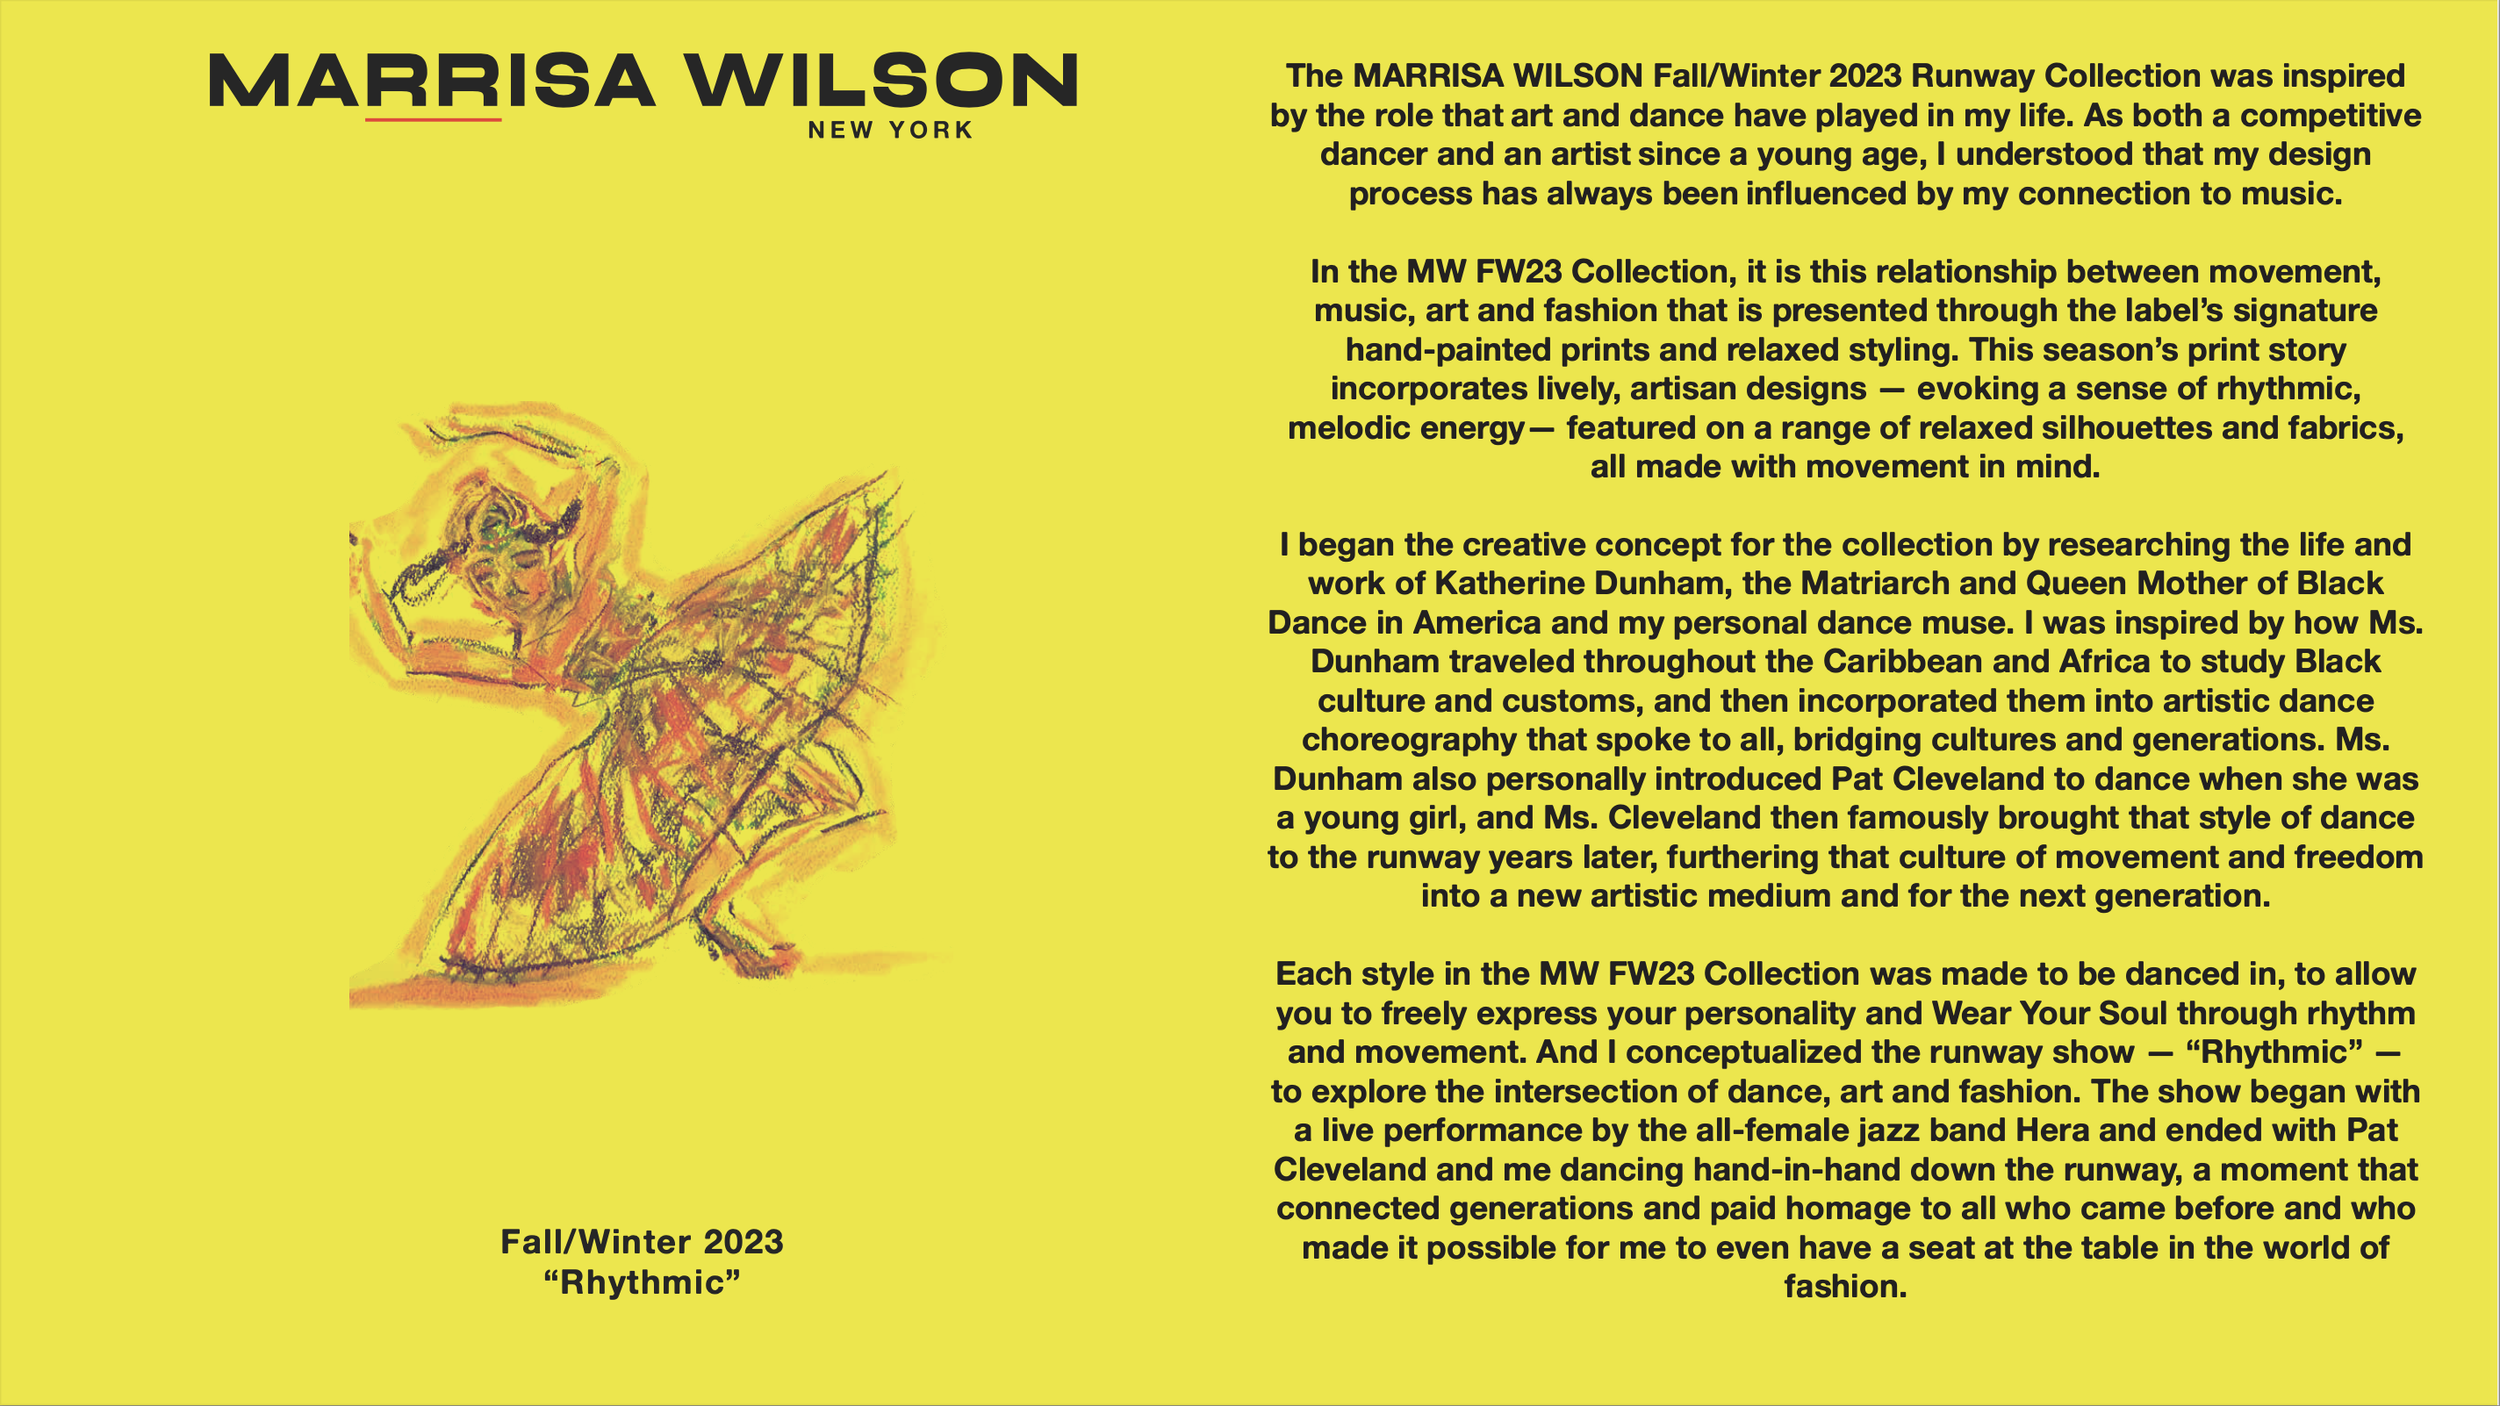 MARRISA WILSON
NEW YORK
Fall/Winter 2023
“Rhythmic”
The MARRISA WILSON Fall/Winter 2023 Runway Collection was inspired
by the role that art and dance have played in my life. As both a competitive
dancer and an artist since a young age, I understood that my design
process has always been influenced by my connection to music.
In the MW FW23 Collection, it is this relationship between movement,
music, art and fashion that is presented through the label’s signature
hand-painted prints and relaxed styling. This season’s print story
incorporates lively, artisan designs — evoking a sense of rhythmic,
melodic energy— featured on a range of relaxed silhouettes and fabrics,
all made with movement in mind.
I began the creative concept for the collection by researching the life and
work of Katherine Dunham, the Matriarch and Queen Mother of Black
Dance in America and my personal dance muse. I was inspired by how Ms.
Dunham traveled throughout the Caribbean and Africa to study Black
culture and customs, and then incorporated them into artistic dance
choreography that spoke to all, bridging cultures and generations. Ms.
Dunham also personally introduced Pat Cleveland to dance when she was
a young girl, and Ms. Cleveland then famously brought that style of dance
to the runway years later, furthering that culture of movement and freedom
into a new artistic medium and for the next generation.
Each style in the MW FW23 Collection was made to be danced in, to allow
you to freely express your personality and Wear Your Soul through rhythm
and movement. And I conceptualized the runway show — “Rhythmic” —
to explore the intersection of dance, art and fashion. The show began with
a live performance by the all-female jazz band Hera and ended with Pat
Cleveland and me dancing hand-in-hand down the runway, a moment that
connected generations and paid homage to all who came before and who
made it possible for me to even have a seat at the table in the world of
fashion.